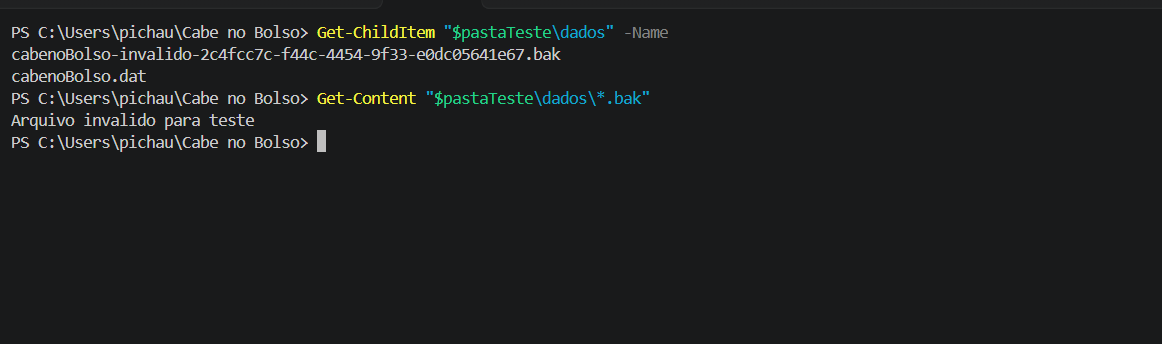 PS C:\Users\pichau\Cabe no Bolso> Get-ChildItem "$pastaTeste\dados" -Name
cabenoBolso-invalido-2c4fcc7c-f44c-4454-9f33-e0dc05641e67.bak
cabenoBolso.dat
PS C:\Users\pichau\Cabe no Bolso> Get-Content "$pastaTeste\dados\*.bak"
Arquivo invalido para teste
PS C:\Users\pichau\Cabe no Bolso>